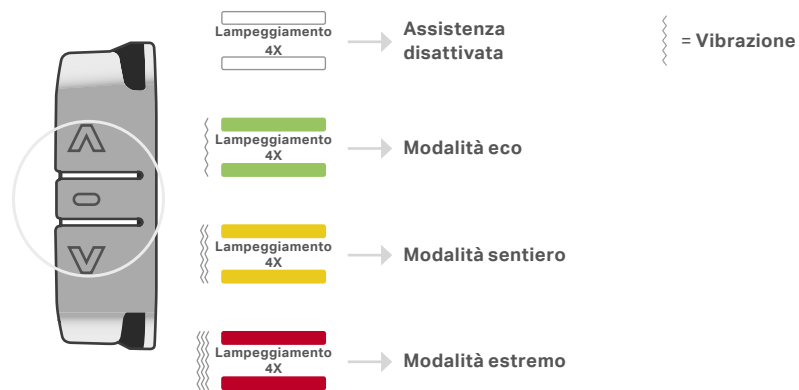 Lampeggiamento
4X
Assistenza
disattivata
= Vibrazione
Lampeggiamento
4X
Modalità eco
Lampeggiamento
4X
Modalità sentiero
Lampeggiamento
4X
Modalità estremo